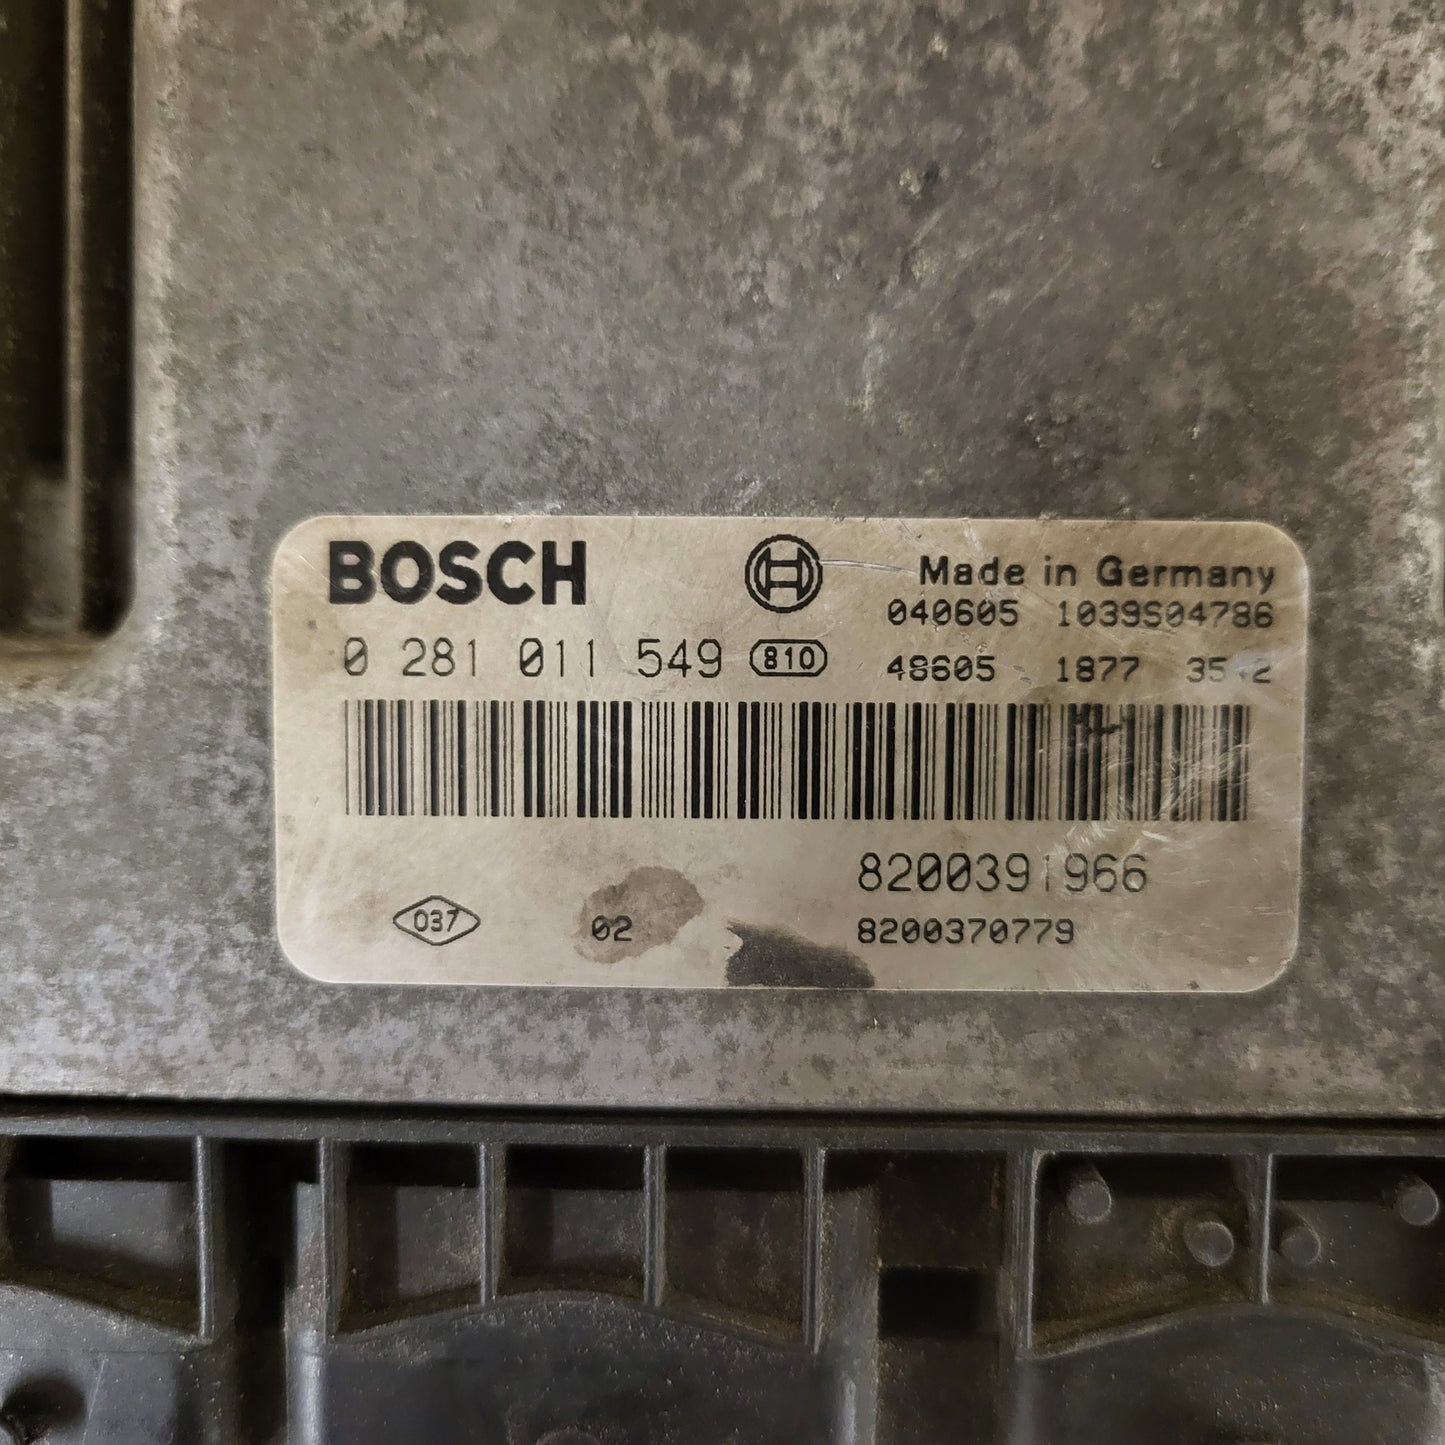 BOSCH
Made in Germany
040605 1039S04786
0 281 011 549 810
48605 1877
8200391966
037 02 8200370779